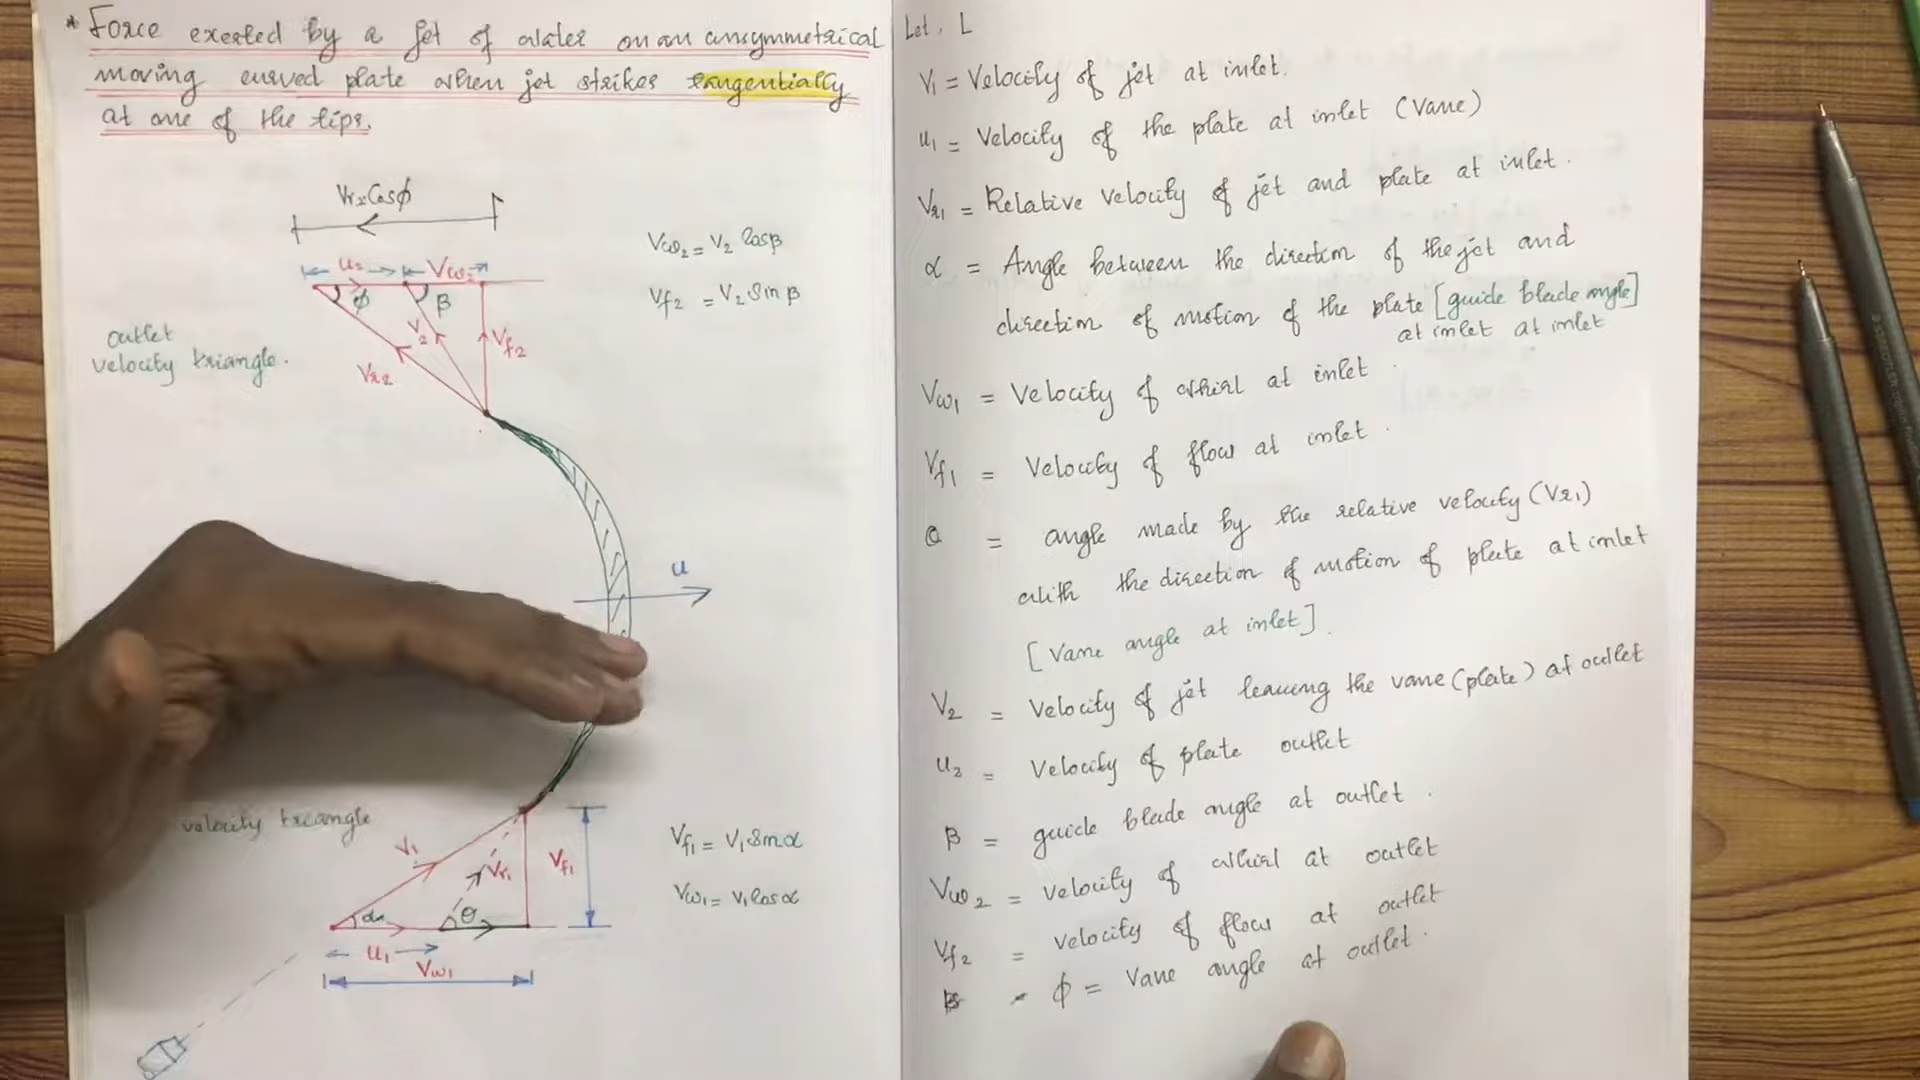 * Force exerted by a jet of water on an unsymmetrical
moving curved plate when jet strikes tangentially
at one of the tips.
Vr2 Cosϕ
u2
Vw2
ϕ
β
V2
Vf2
Vr2
outlet
velocity triangle.
Vw2 = V2 cosβ
Vf2 = V2 sin β
u
velocity triangle
V1
Vr1
Vf1
α
θ
u1
Vw1
Vf1 = V1 sinα
Vw1 = V1 cosα
Let, L
V1 = Velocity of jet at inlet.
u1 = Velocity of the plate at inlet (Vane)
Vr1 = Relative velocity of jet and plate at inlet.
α = Angle between the direction of the jet and
direction of motion of the plate [guide blade angle]
at inlet at inlet
Vw1 = Velocity of whirl at inlet
Vf1 = Velocity of flow at inlet
θ = angle made by the relative velocity (Vr1)
with the direction of motion of plate at inlet
[Vane angle at inlet].
V2 = Velocity of jet leaving the vane (plate) at outlet
u2 = Velocity of plate outlet
β = guide blade angle at outlet.
Vw2 = velocity of whirl at outlet
Vf2 = velocity of flow at outlet
- ϕ = Vane angle at outlet.